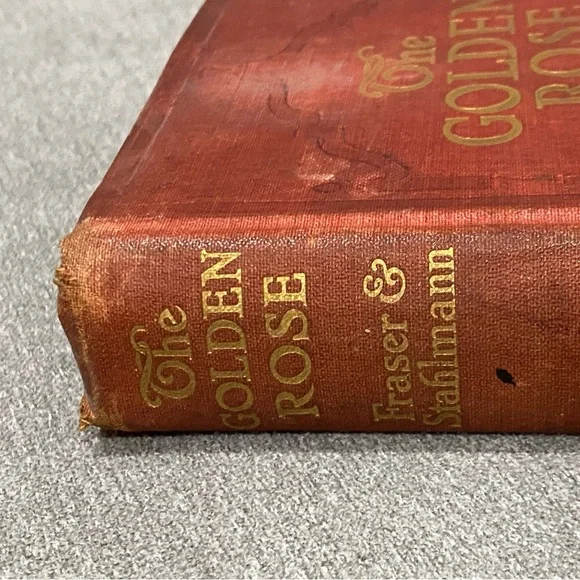 The
GOLDEN
ROSE
The
GOLDEN
ROSE
Fraser &
Stahlmann